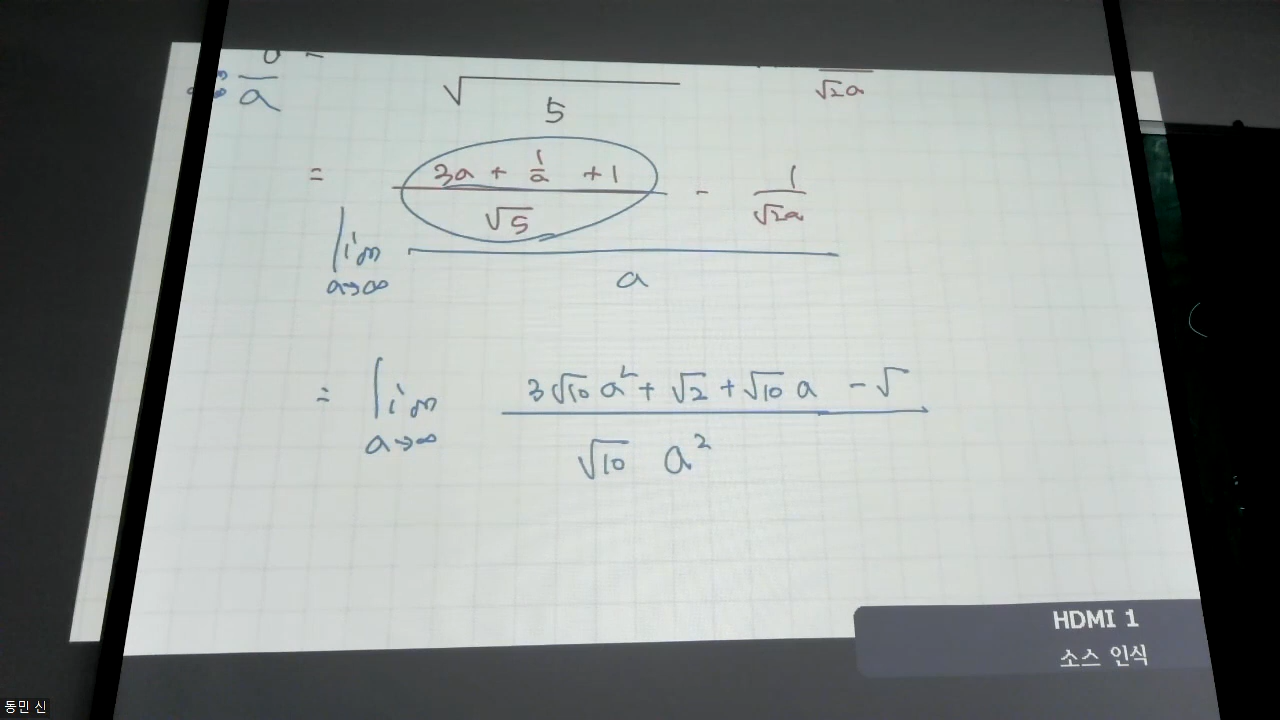 a
√5
√2a
= lim a→∞ ((3a + 1/a + 1)/√5 - 1/√2a)/a
= lim a→∞ (3√10 a² + √2 + √10 a - √)/(√10 a²)
HDMI 1
소스 인식
동민 신